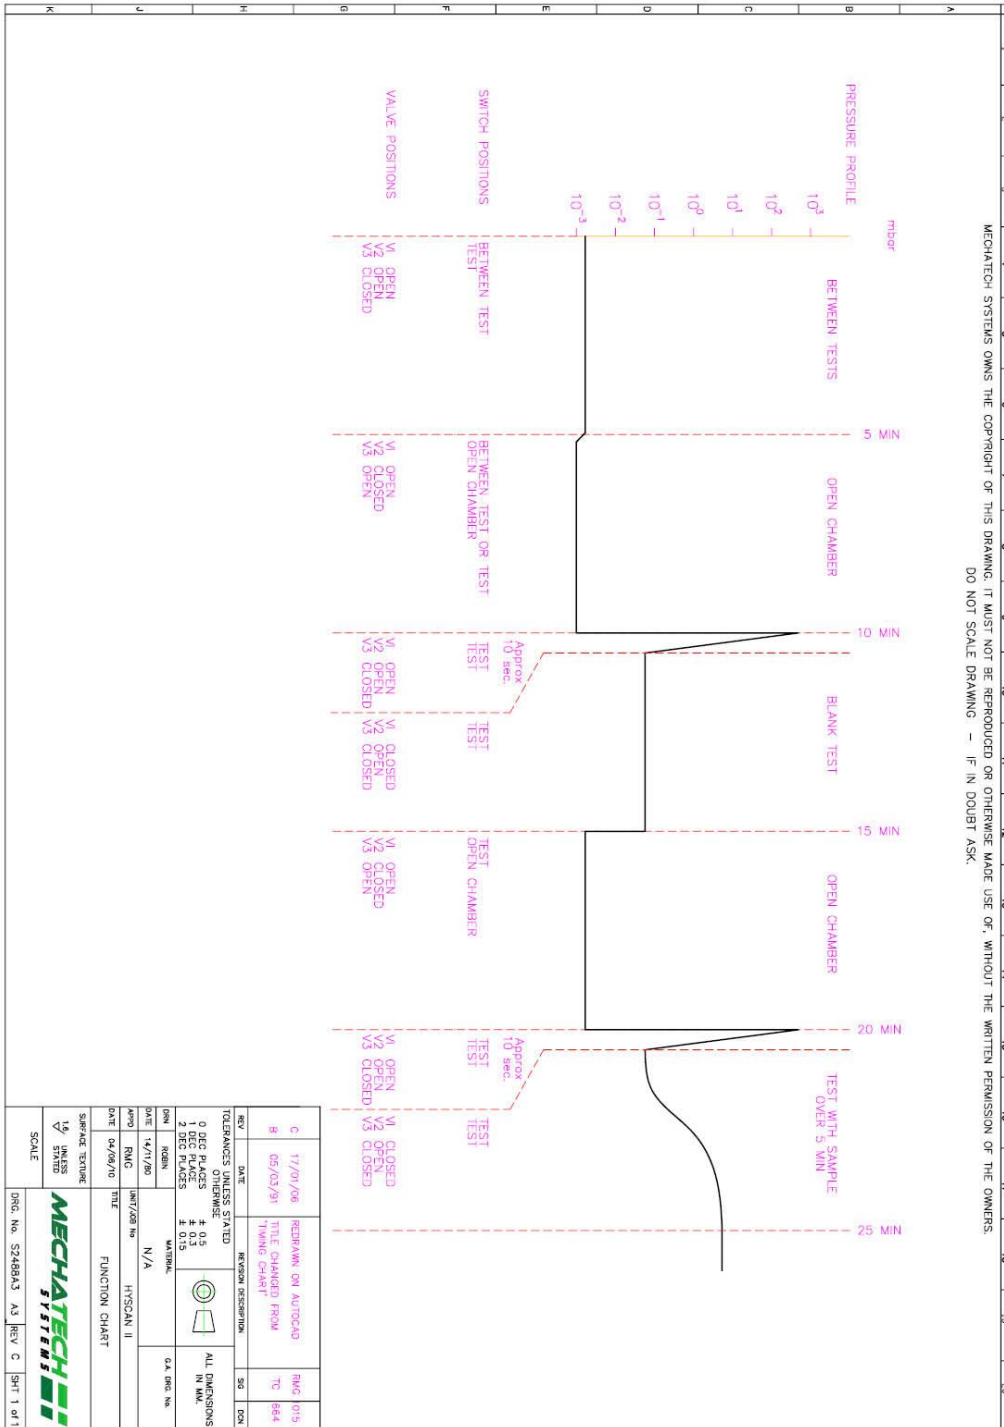 MECHATECH SYSTEMS OWNS THE COPYRIGHT OF THIS DRAWING. IT MUST NOT BE REPRODUCED OR OTHERWISE MADE USE OF, WITHOUT THE WRITTEN PERMISSION OF THE OWNERS.
DO NOT SCALE DRAWING - IF IN DOUBT ASK.
A
B
C
D
E
F
G
H
J
K
PRESSURE PROFILE
mbar
10³
10²
10¹
10⁰
10⁻¹
10⁻²
10⁻³
BETWEEN TESTS
5 MIN
OPEN CHAMBER
10 MIN
BLANK TEST
15 MIN
OPEN CHAMBER
20 MIN
TEST WITH SAMPLE
OVER 5 MIN
25 MIN
Approx
10 sec.
Approx
10 sec.
SWITCH POSITIONS
BETWEEN TEST
TEST
BETWEEN TEST OR TEST
OPEN CHAMBER
TEST
TEST
TEST
TEST
TEST
OPEN CHAMBER
TEST
TEST
TEST
TEST
VALVE POSITIONS
V1 OPEN
V2 OPEN
V3 CLOSED
V1 OPEN
V2 CLOSED
V3 OPEN
V1 OPEN
V2 OPEN
V3 CLOSED
V1 CLOSED
V2 OPEN
V3 CLOSED
V1 OPEN
V2 CLOSED
V3 OPEN
V1 OPEN
V2 OPEN
V3 CLOSED
V1 CLOSED
V2 OPEN
V3 CLOSED
C 17/01/06 REDRAWN ON AUTOCAD RMG 1015
B 05/03/91 TITLE CHANGED FROM
"TIMING CHART" TC 664
REV DATE REVISION DESCRIPTION SIG DCN
TOLERANCES UNLESS STATED
OTHERWISE
0 DEC PLACES ± 0.5
1 DEC PLACE ± 0.3
2 DEC PLACES ± 0.15
ALL DIMENSIONS
IN MM.
DRN ROBIN
DATE 14/11/80
MATERIAL
N/A
G.A. DRG. No.
APPD RMG
DATE 04/08/10
UNIT/JOB No
HYSCAN II
TITLE
FUNCTION CHART
SURFACE TEXTURE
1.6 UNLESS
STATED
SCALE
MECHATECH
SYSTEMS
DRG. No. S2488A3 A3 REV C SHT 1 of 1